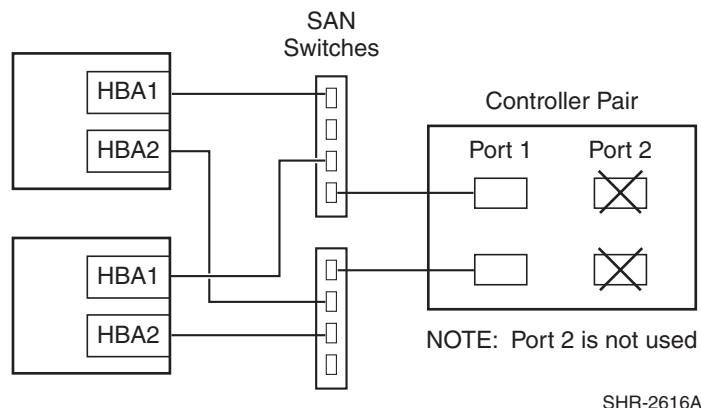 SAN
Switches
HBA1
HBA2
Controller Pair
Port 1 Port 2
HBA1
HBA2
NOTE: Port 2 is not used
SHR-2616A